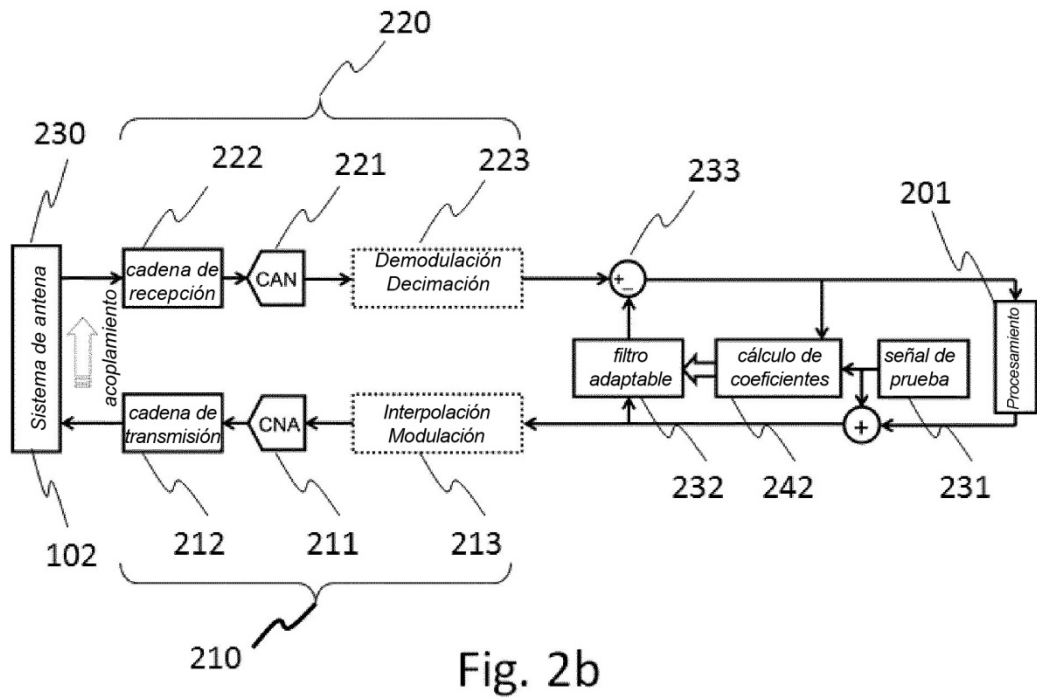 220
230
222
221
223
233
201
cadena de
recepción
CAN
Demodulación
Decimación
+
−
Sistema de antena
acoplamiento
filtro
adaptable
cálculo de
coeficientes
señal de
prueba
Procesamiento
cadena de
transmisión
CNA
Interpolación
Modulación
+
102
212
211
213
232
242
231
210
Fig. 2b